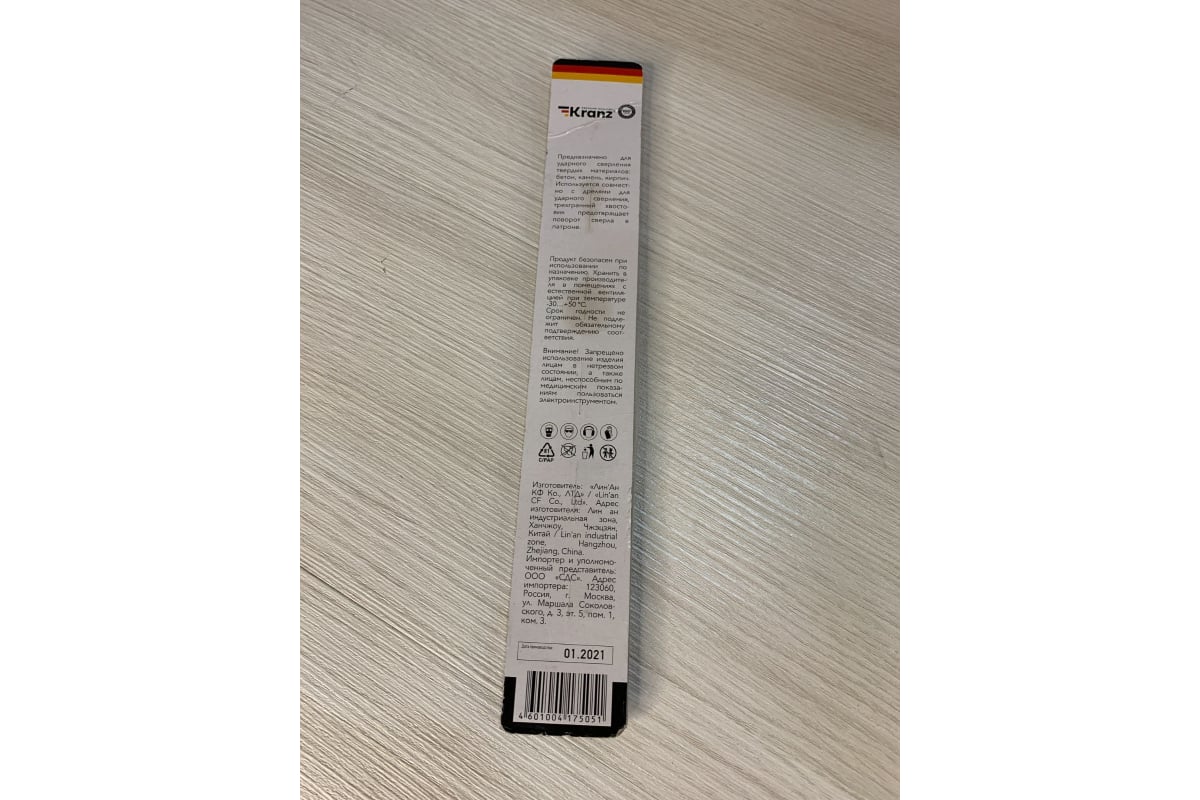 Kranz
Предназначено для
ударного сверления
твердых материалов:
бетон, камень, кирпич.
Используется совмест-
но с дрелями для
ударного сверления,
трехгранный хвосто-
вик предотвращает
поворот сверла в
патроне.
Продукт безопасен при
использовании по
назначению. Хранить в
упаковке производите-
ля в помещениях с
естественной вентиля-
цией при температуре
-30...+50 °С.
Срок годности не
ограничен. Не подле-
жит обязательному
подтверждению соот-
ветствия.
Внимание! Запрещено
использование изделия
лицам в нетрезвом
состоянии, а также
лицам, неспособным по
медицинским показа-
ниям пользоваться
электроинструментом.
C/PAP
Изготовитель: «Лин'Ан
КФ Ко., ЛТД» / «Lin'an
CF Co., Ltd». Адрес
изготовителя: Лин ан
индустриальная зона,
Ханчжоу, Чжэцзян,
Китай / Lin'an industrial
zone, Hangzhou,
Zhejiang, China.
Импортер и уполномо-
ченный представитель:
ООО «СДС». Адрес
импортера: 123060,
Россия, г. Москва,
ул. Маршала Соколов-
ского, д. 3, эт. 5, пом. 1,
ком. 3.
Дата производства: 01.2021
4 601004 175051